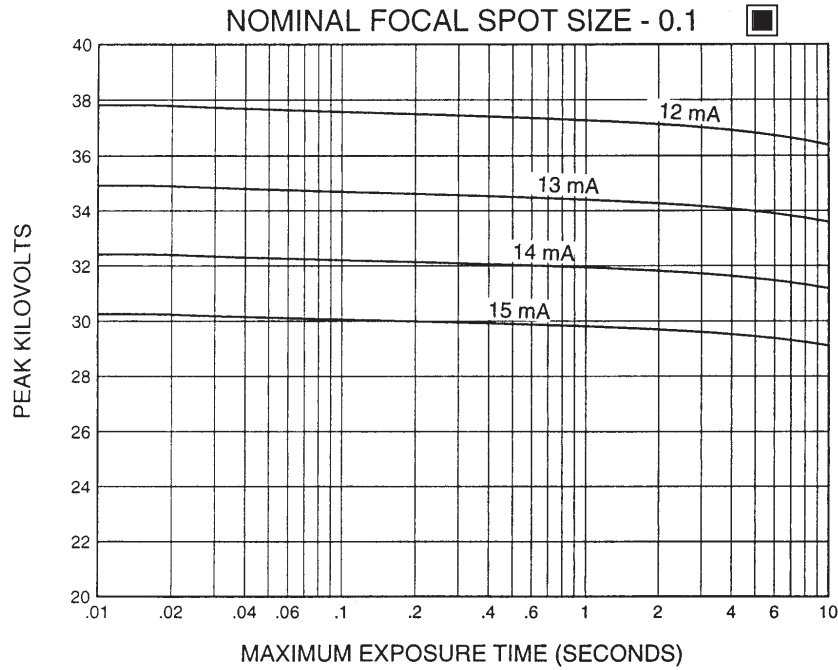 NOMINAL FOCAL SPOT SIZE - 0.1
40
38
36
34
32
30
28
26
24
22
20
PEAK KILOVOLTS
12 mA
13 mA
14 mA
15 mA
.01 .02 .04 .06 .1 .2 .4 .6 1 2 4 6 10
MAXIMUM EXPOSURE TIME (SECONDS)